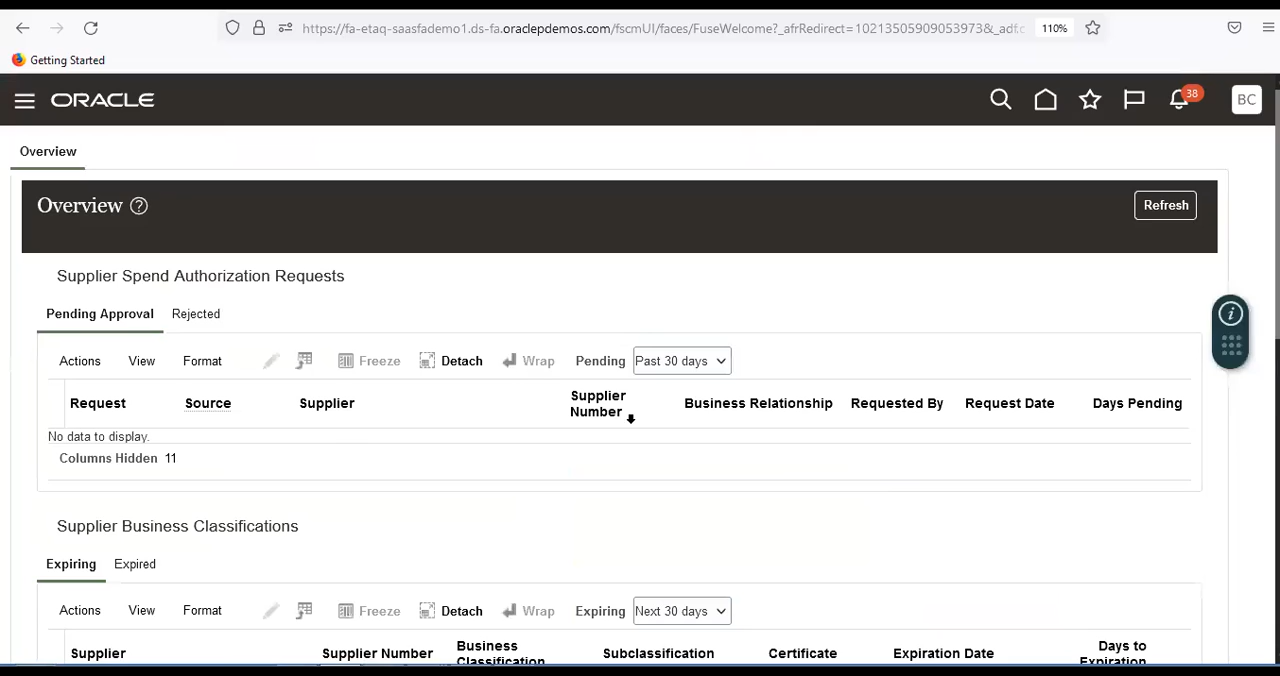 https://fa-etaq-saasfademo1.ds-fa.oraclepdemos.com/fscmUI/faces/FuseWelcome?_afrRedirect=10213505909053973&_adf.c
110%
Getting Started
ORACLE
38
BC
Overview
Overview ?
Refresh
Supplier Spend Authorization Requests
Pending Approval Rejected
Actions View Format Freeze Detach Wrap Pending Past 30 days
Request Source Supplier Supplier Number Business Relationship Requested By Request Date Days Pending
No data to display.
Columns Hidden 11
Supplier Business Classifications
Expiring Expired
Actions View Format Freeze Detach Wrap Expiring Next 30 days
Supplier Supplier Number Business Classification Subclassification Certificate Expiration Date Days to Expiration